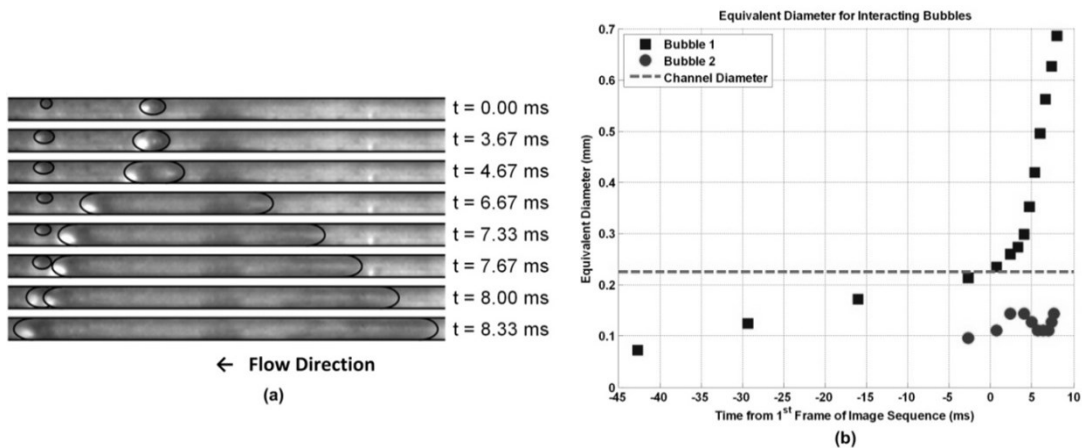 t = 0.00 ms
t = 3.67 ms
t = 4.67 ms
t = 6.67 ms
t = 7.33 ms
t = 7.67 ms
t = 8.00 ms
t = 8.33 ms
← Flow Direction
(a)
Equivalent Diameter for Interacting Bubbles
Bubble 1
Bubble 2
Channel Diameter
Equivalent Diameter (mm)
0.7
0.6
0.5
0.4
0.3
0.2
0.1
0
-45 -40 -35 -30 -25 -20 -15 -10 -5 0 5 10
Time from 1st Frame of Image Sequence (ms)
(b)